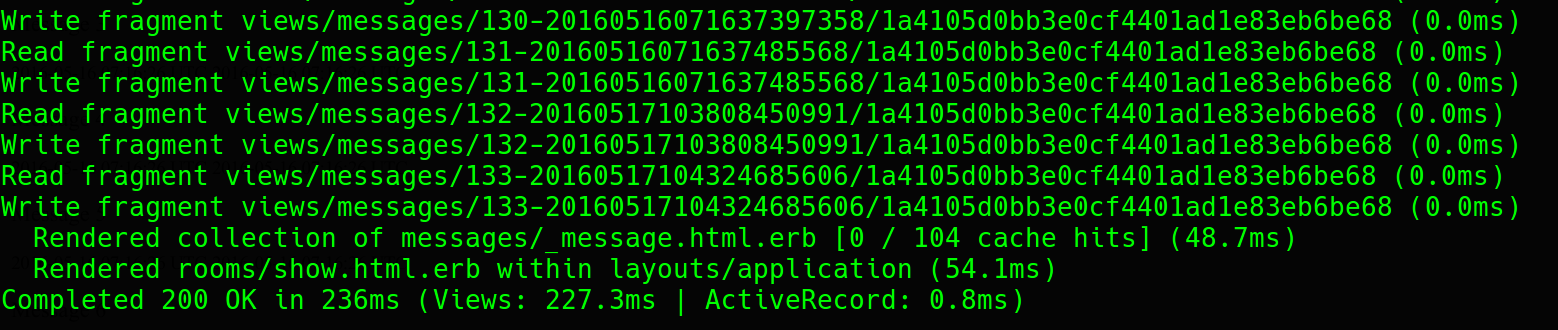 Write fragment views/messages/130-20160516071637397358/1a4105d0bb3e0cf4401ad1e83eb6be68 (0.0ms)
Read fragment views/messages/131-20160516071637485568/1a4105d0bb3e0cf4401ad1e83eb6be68 (0.0ms)
Write fragment views/messages/131-20160516071637485568/1a4105d0bb3e0cf4401ad1e83eb6be68 (0.0ms)
Read fragment views/messages/132-20160517103808450991/1a4105d0bb3e0cf4401ad1e83eb6be68 (0.0ms)
Write fragment views/messages/132-20160517103808450991/1a4105d0bb3e0cf4401ad1e83eb6be68 (0.0ms)
Read fragment views/messages/133-20160517104324685606/1a4105d0bb3e0cf4401ad1e83eb6be68 (0.0ms)
Write fragment views/messages/133-20160517104324685606/1a4105d0bb3e0cf4401ad1e83eb6be68 (0.0ms)
  Rendered collection of messages/_message.html.erb [0 / 104 cache hits] (48.7ms)
  Rendered rooms/show.html.erb within layouts/application (54.1ms)
Completed 200 OK in 236ms (Views: 227.3ms | ActiveRecord: 0.8ms)